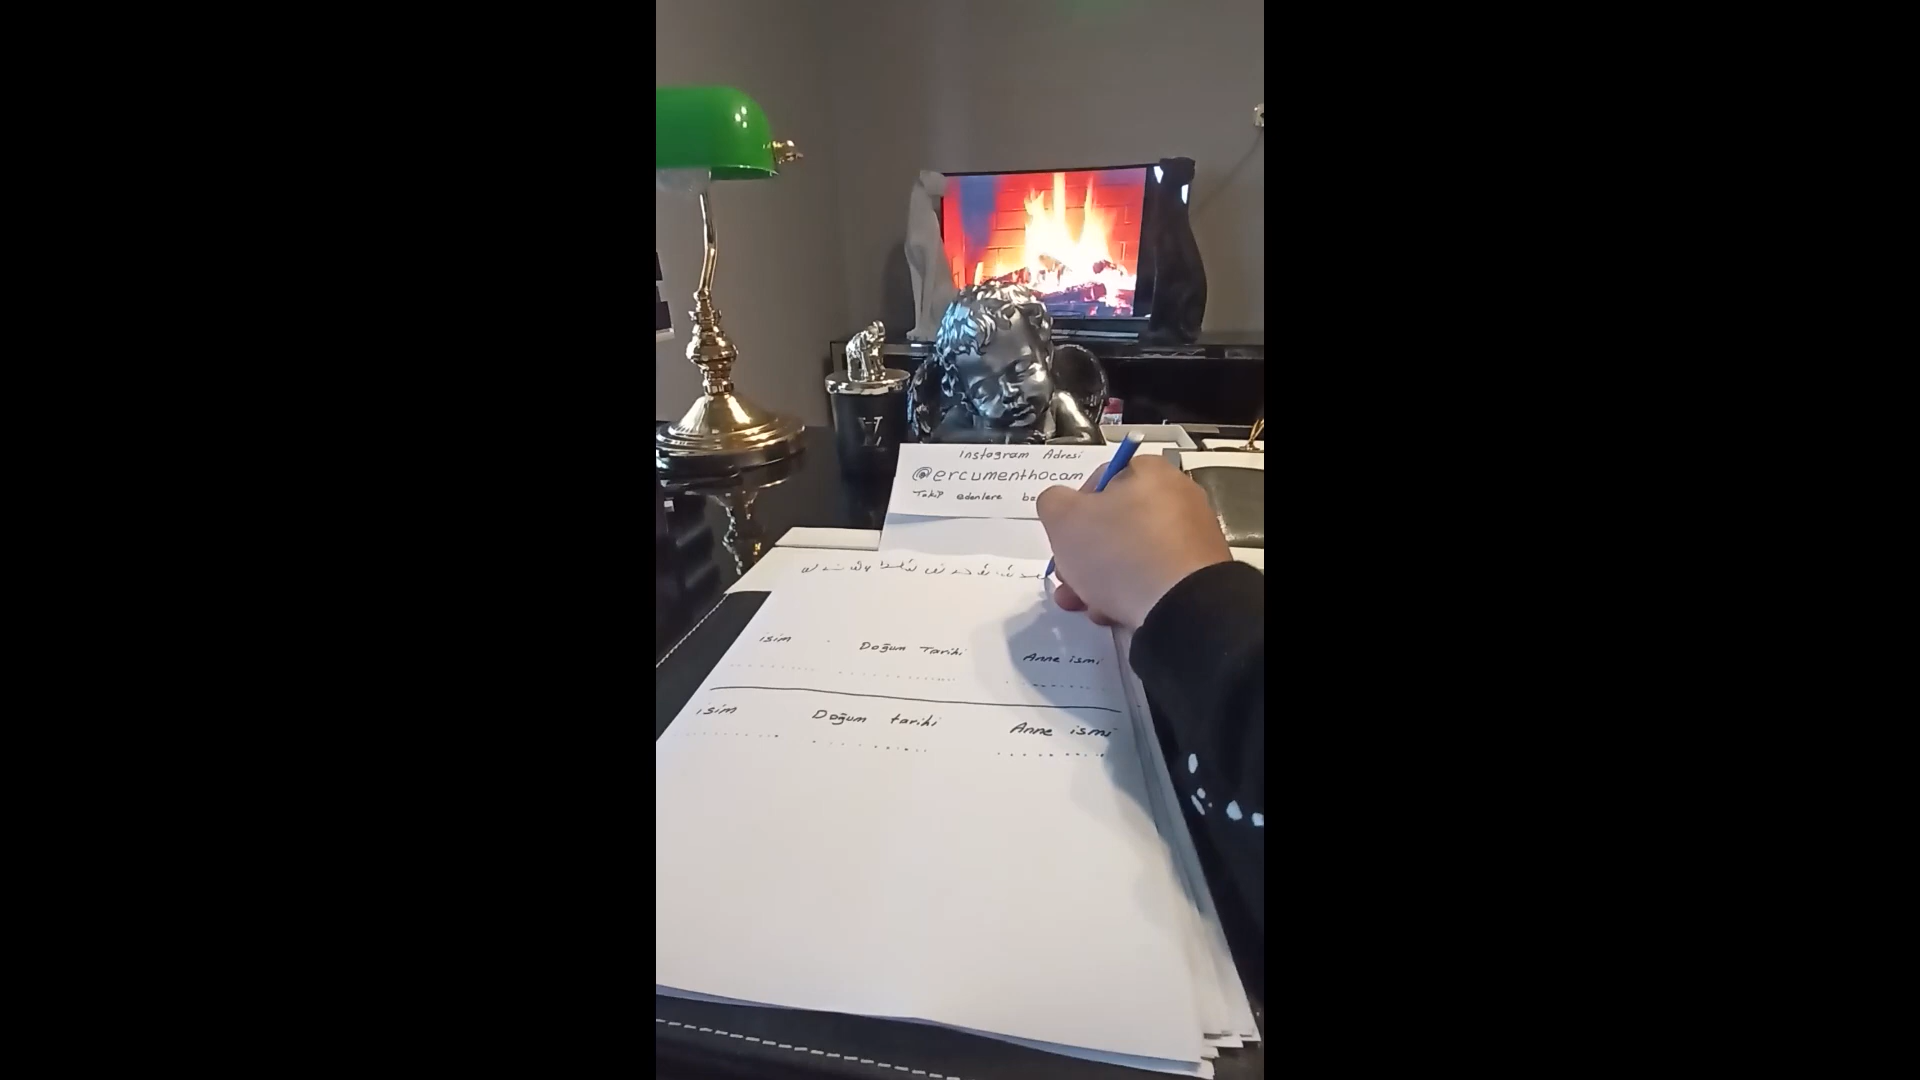 Instagram Adresi
@ercumenthocam
Takip edenlere
isim Doğum Tarihi Anne ismi
isim Doğum tarihi Anne ismi